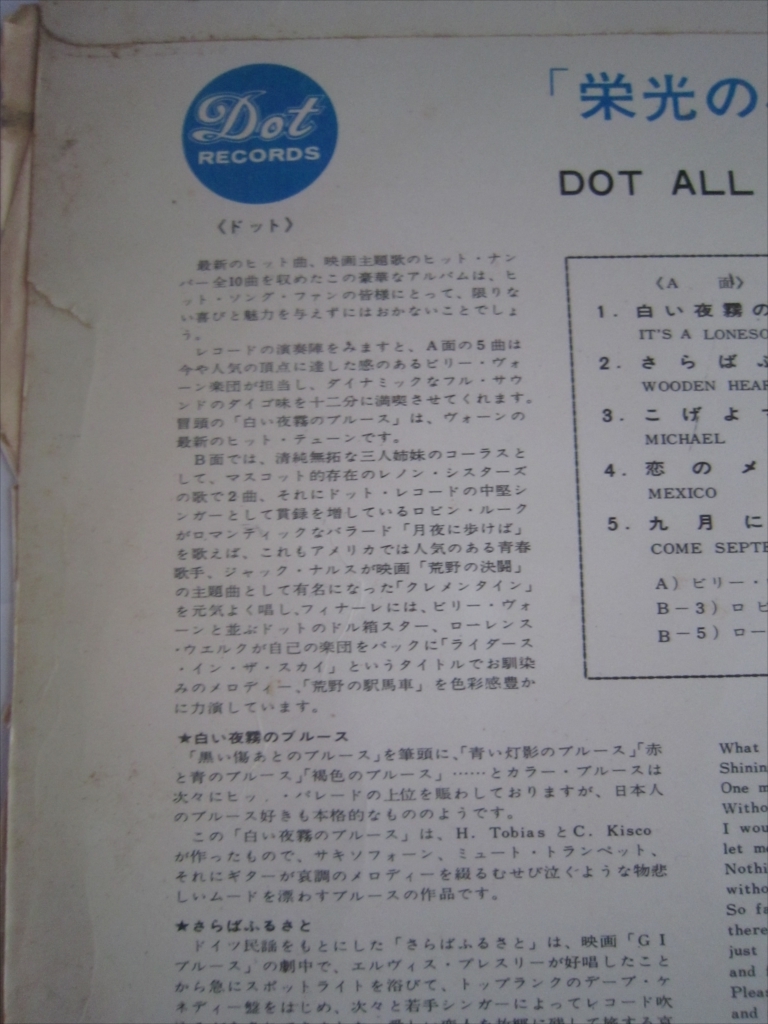 Dot
RECORDS
《ドット》
「栄光の
DOT ALL
最新のヒット曲、映画主題歌のヒット・ナン
バー全10曲を収めたこの豪華なアルバムは、ヒ
ット・ソング・ファンの皆様にとって、限りな
い喜びと魅力を与えずにはおかないことでしょ
う。
レコードの演奏陣をみますと、A面の5曲は
今や人気の頂点に達した感のあるビリー・ヴォ
ーン楽団が担当し、ダイナミックなフル・サウ
ンドのダイゴ味を十二分に満喫させてくれます。
冒頭の「白い夜霧のブルース」は、ヴォーンの
最新のヒット・テューンです。
B面では、清純無拓な三人姉妹のコーラスと
して、マスコット的存在のレノン・シスターズ
の歌で2曲、それにドット・レコードの中堅シ
ンガーとして貫録を増しているロビン・ルーク
がロマンティックなバラード「月夜に歩けば」
を歌えば、これもアメリカでは人気のある青春
歌手、ジャック・ナルスが映画「荒野の決闘」
の主題曲として有名になった「クレメンタイン」
を元気よく唱し、フィナーレには、ビリー・ヴォ
ーンと並ぶドットのドル箱スター、ローレンス
・ウエルクが自己の楽団をバックに「ライダース
・イン・ザ・スカイ」というタイトルでお馴染
みのメロディー、「荒野の駅馬車」を色彩感豊か
に力演しています。
★白い夜霧のブルース
「黒い傷あとのブルース」を筆頭に、「青い灯影のブルース」「赤
と青のブルース」「褐色のブルース」……とカラー・ブルースは
次々にヒッ . ・パレードの上位を賑わしておりますが、日本人
のブルース好きも本格的なもののようです。
この「白い夜霧のブルース」は、H. Tobias とC. Kisco
が作ったもので、サキソフォーン、ミュート・トランペット、
それにギターが哀調のメロディーを綴るむせび泣くような物悲
しいムードを漂わすブルースの作品です。
★さらばふるさと
ドイツ民謡をもとにした「さらばふるさと」は、映画「GI
ブルース」の劇中で、エルヴィス・プレスリーが好唱したこと
から急にスポットライトを浴びて、トップランクのデーブ・ケ
ネディー盤をはじめ、次々と若手シンガーによってレコード吹
《A 面》
1. 白い夜霧の
IT'S A LONESO
2. さらばふ
WOODEN HEAR
3. こげよ
MICHAEL
4. 恋のメ
MEXICO
5. 九月に
COME SEPTE
A) ビリー・
B-3) ロビ
B-5) ロー
What
Shinin
One m
Witho
I wou
let me
Nothi
witho
So fa
there
just
and f
Pleas
and